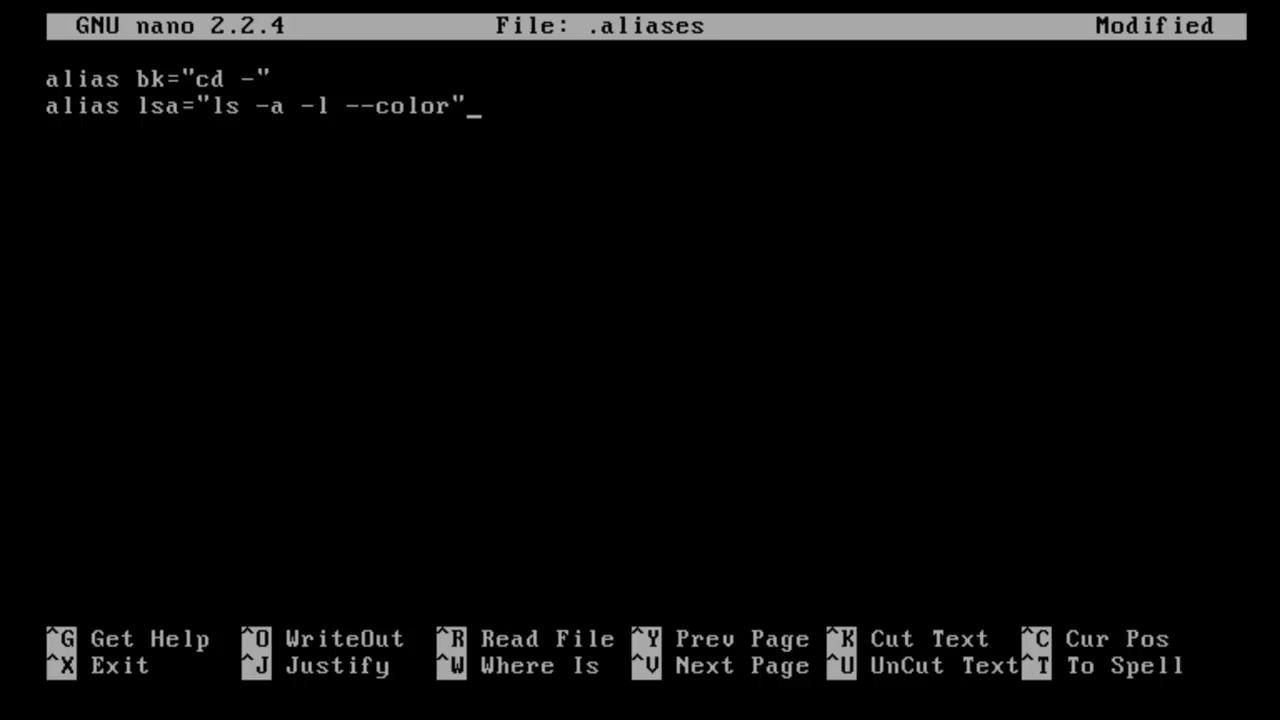 GNU nano 2.2.4 File: .aliases Modified
alias bk="cd -"
alias lsa="ls -a -l --color"_
^G Get Help ^O WriteOut ^R Read File ^Y Prev Page ^K Cut Text ^C Cur Pos
^X Exit ^J Justify ^W Where Is ^V Next Page ^U UnCut Text ^T To Spell